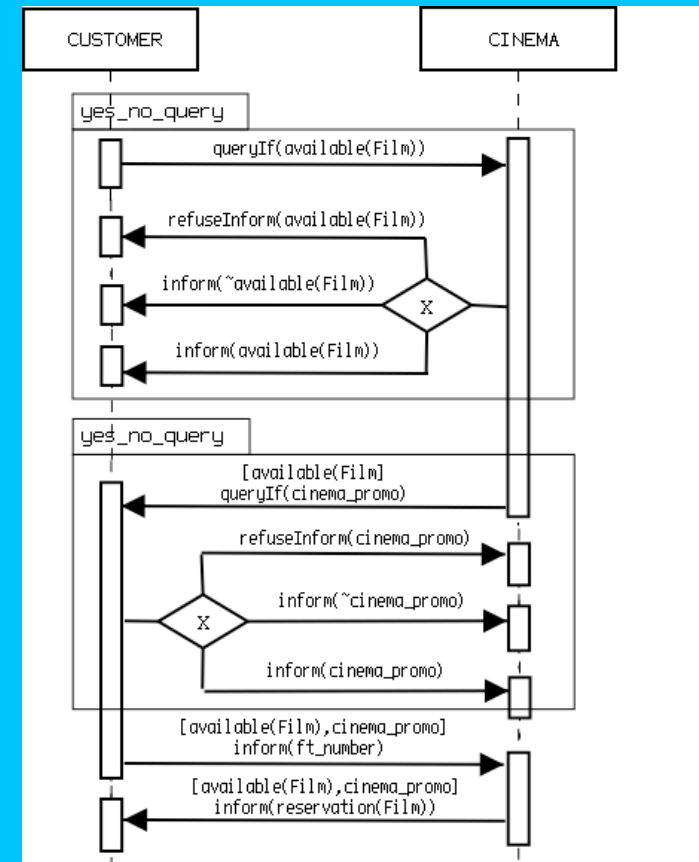 CUSTOMER
CINEMA
yes_no_query
queryIf(available(Film))
refuseInform(available(Film))
inform(~available(Film))
X
inform(available(Film))
yes_no_query
[available(Film]
queryIf(cinema_promo)
refuseInform(cinema_promo)
inform(~cinema_promo)
X
inform(cinema_promo)
[available(Film),cinema_promo]
inform(ft_number)
[available(Film),cinema_promo]
inform(reservation(Film))